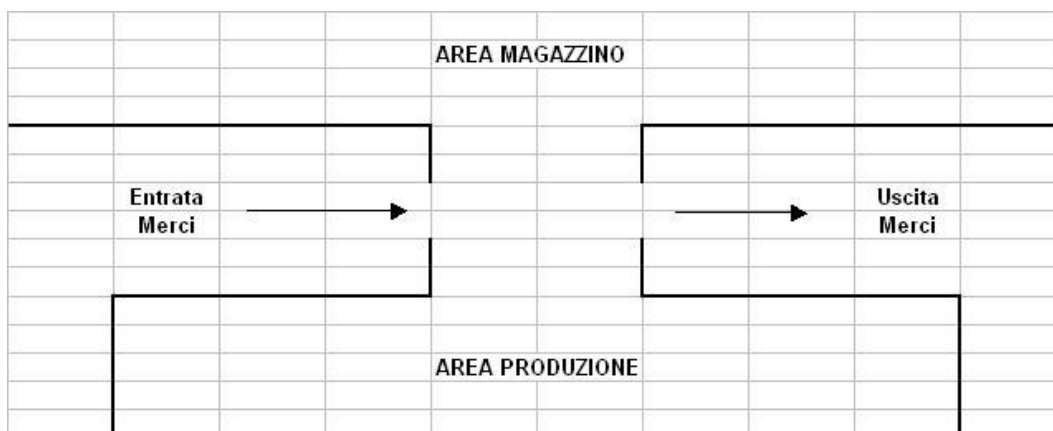 AREA MAGAZZINO
Entrata
Merci
Uscita
Merci
AREA PRODUZIONE